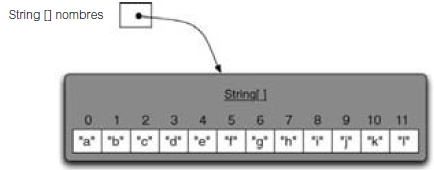 String [] nombres
String[ ]
0 1 2 3 4 5 6 7 8 9 10 11
"a" "b" "c" "d" "e" "f" "g" "h" "i" "j" "k" "l"